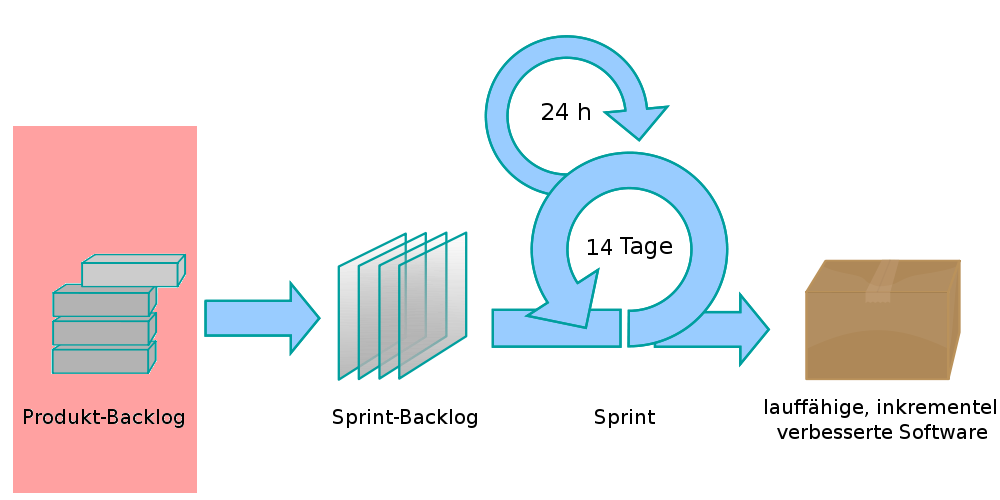 24 h
14 Tage
Produkt-Backlog
Sprint-Backlog
Sprint
lauffähige, inkrementel
verbesserte Software